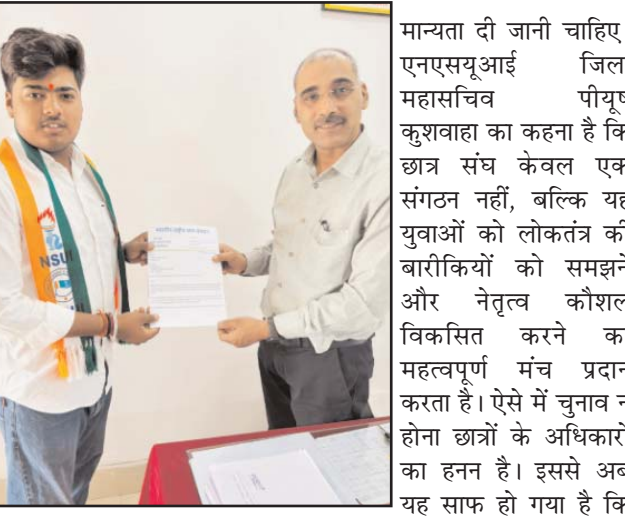 मान्यता दी जानी चाहिए
एनएसयूआई जिल
महासचिव पीयूष
कुशवाहा का कहना है कि
छात्र संघ केवल एक
संगठन नहीं, बल्कि यह
युवाओं को लोकतंत्र की
बारीकियों को समझने
और नेतृत्व कौशल
विकसित करने क
महत्वपूर्ण मंच प्रदान
करता है। ऐसे में चुनाव न
होना छात्रों के अधिकारो
का हनन है। इससे अब
यह साफ हो गया है कि
NSUI